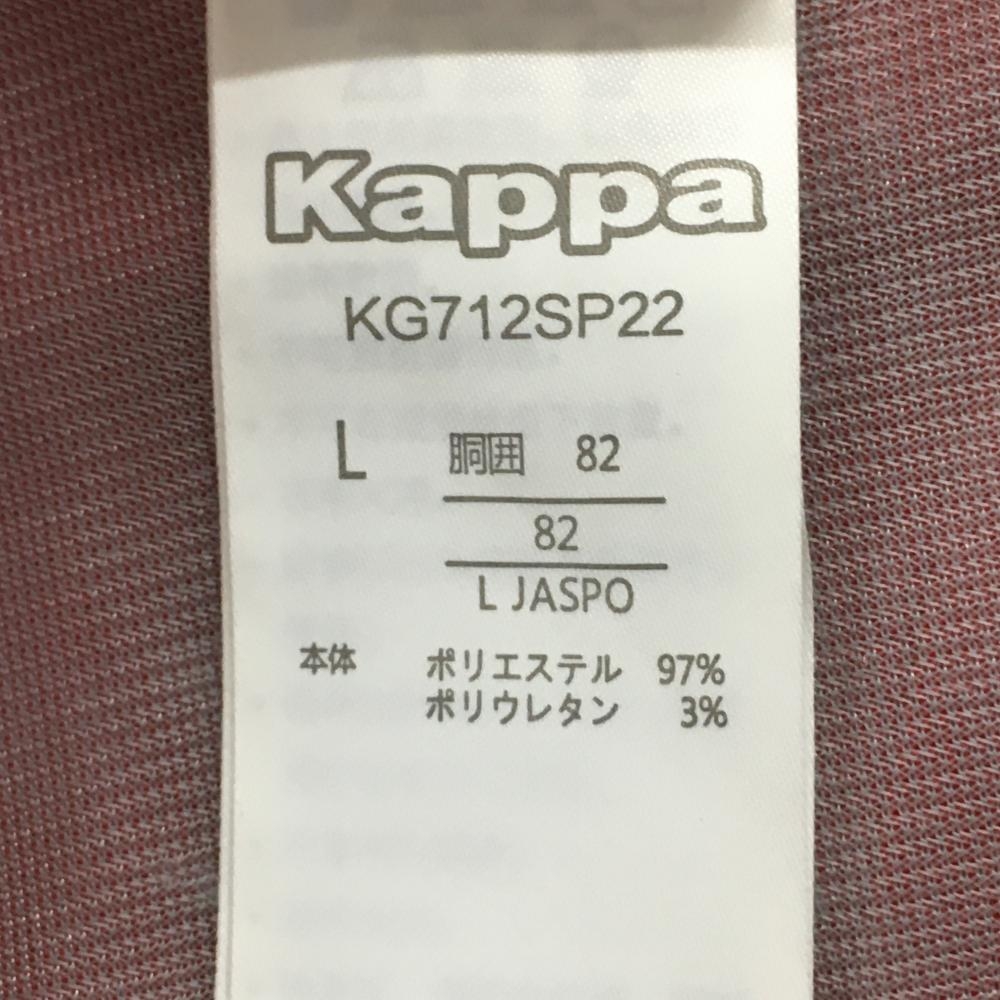 Kappa
KG712SP22
L 胴囲 82
82
L JASPO
本体 ポリエステル 97%
ポリウレタン 3%